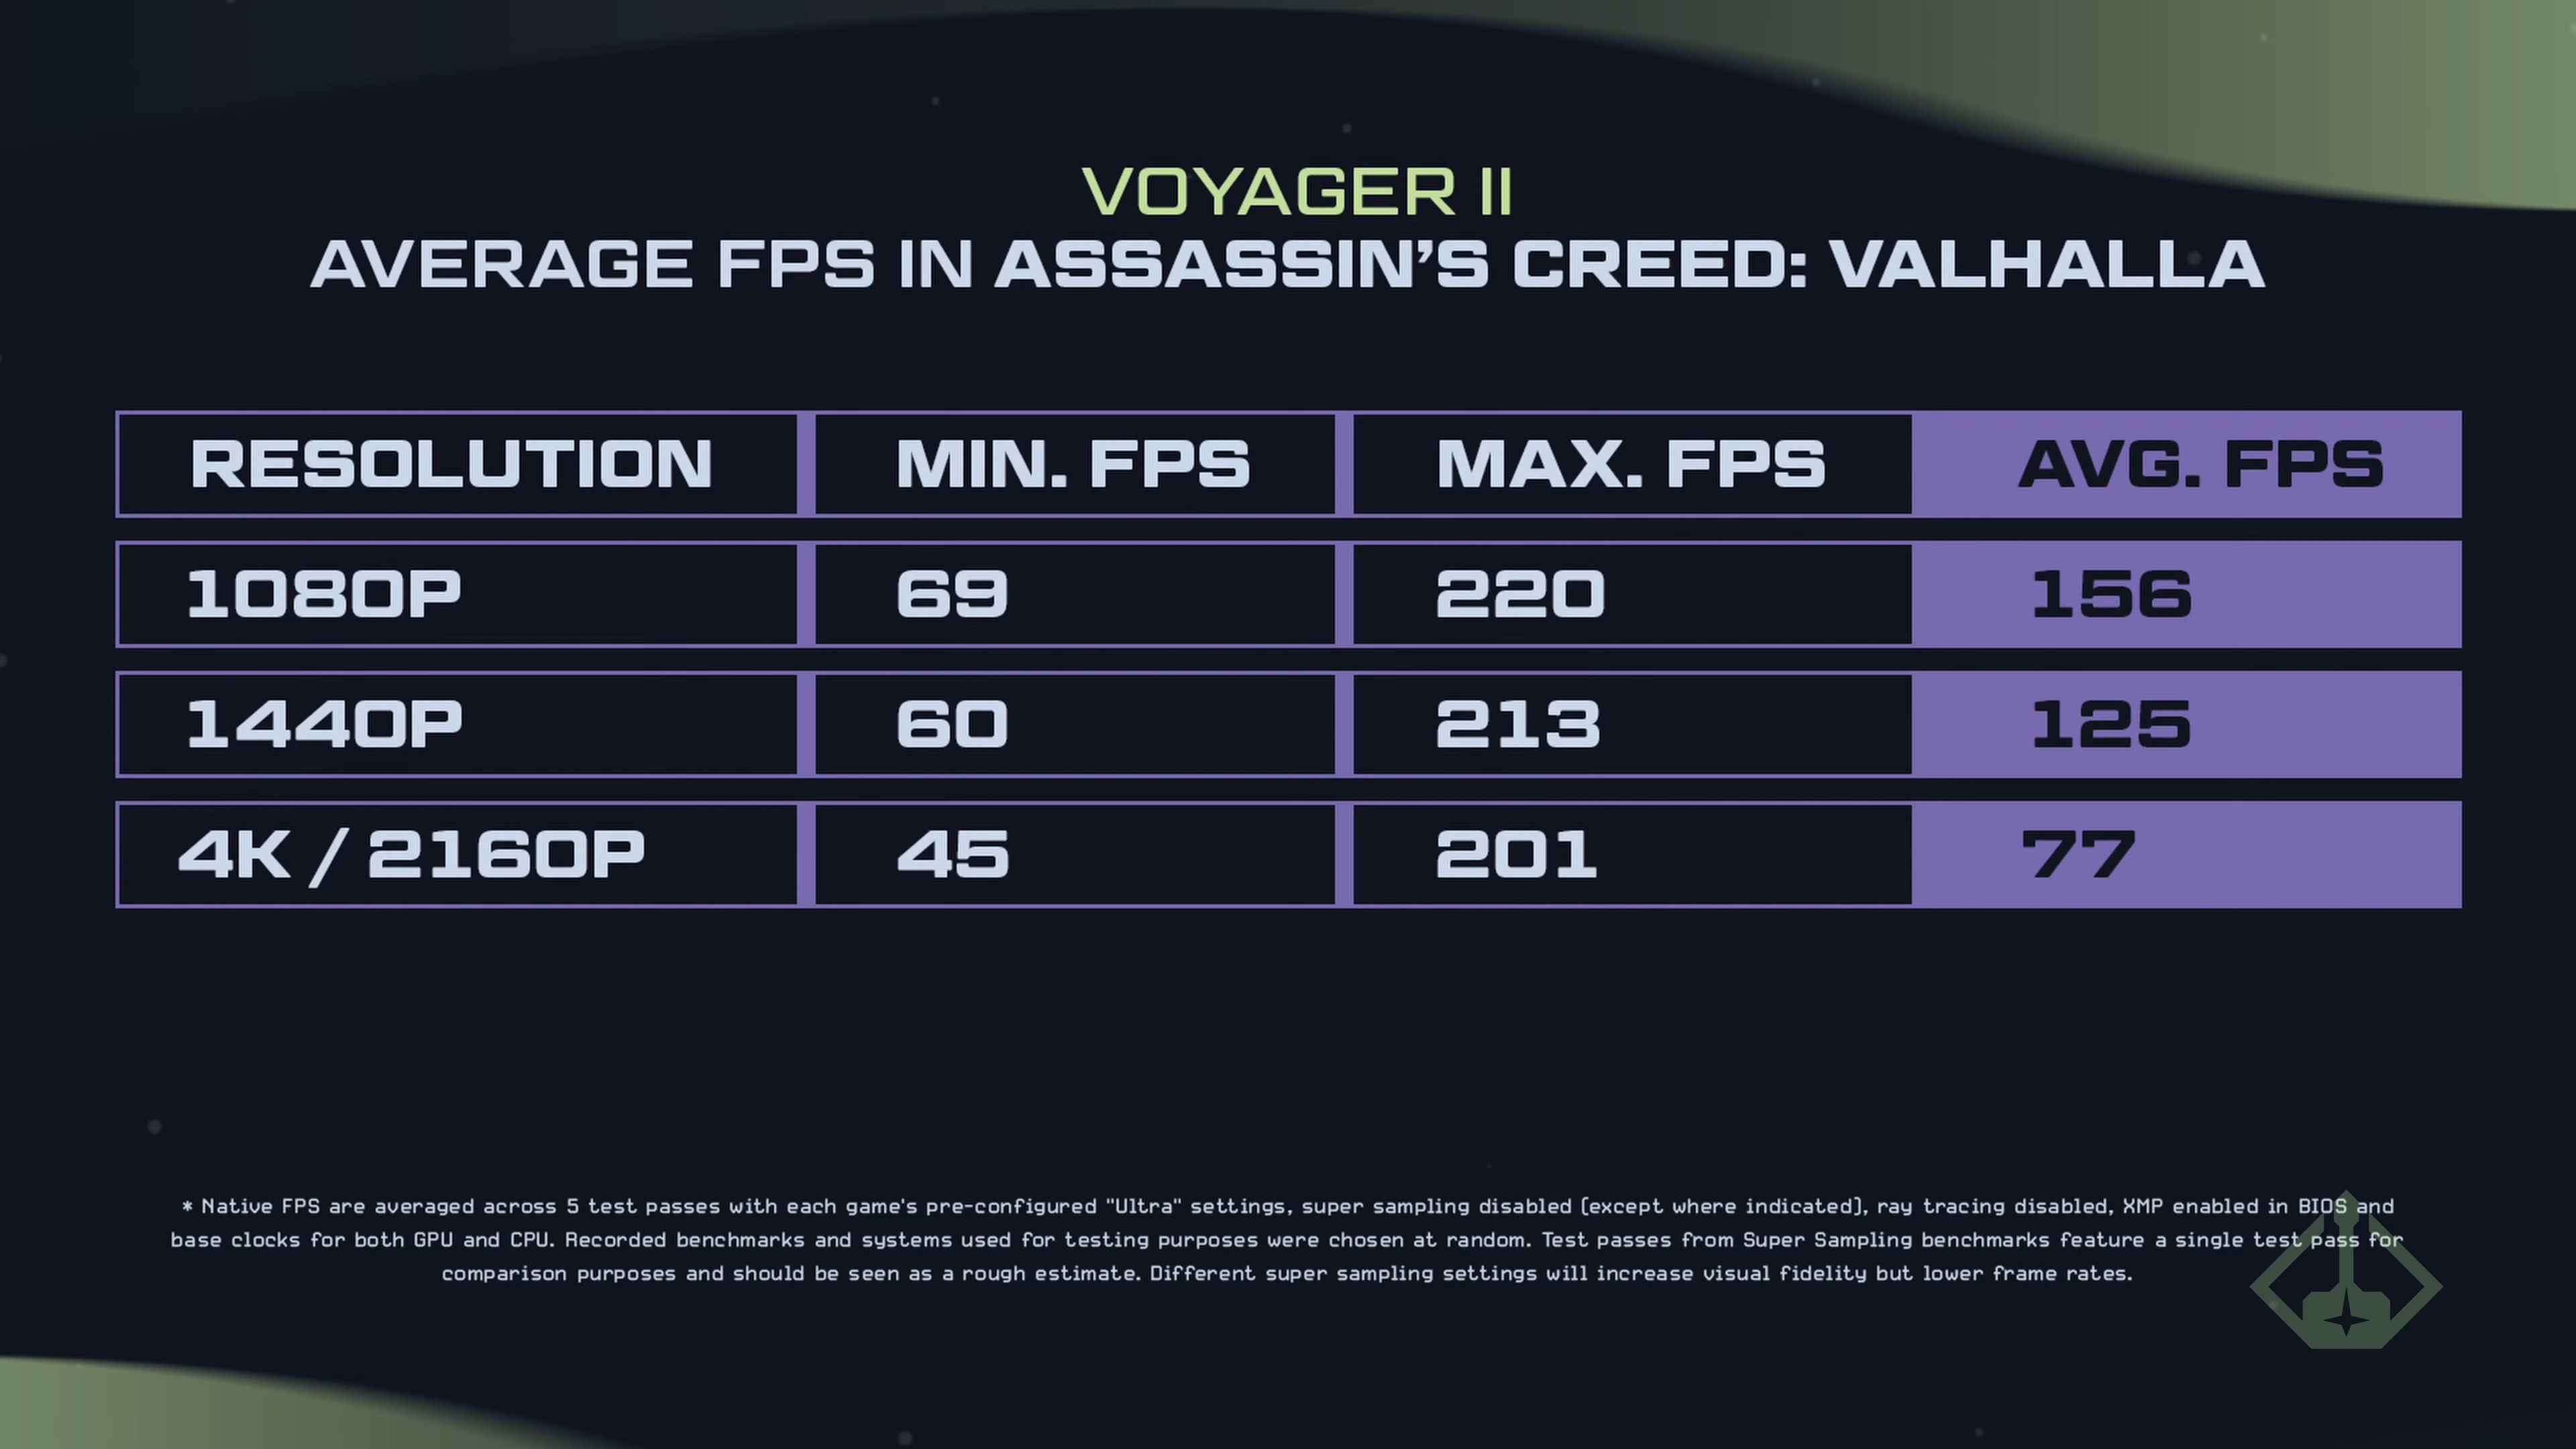 VOYAGER II
AVERAGE FPS IN ASSASSIN'S CREED: VALHALLA
RESOLUTION MIN. FPS MAX. FPS AVG. FPS
1080P 69 220 156
1440P 60 213 125
4K / 2160P 45 201 77
* Native FPS are averaged across 5 test passes with each game's pre-configured "Ultra" settings, super sampling disabled (except where indicated), ray tracing disabled, XMP enabled in BIOS and
base clocks for both GPU and CPU. Recorded benchmarks and systems used for testing purposes were chosen at random. Test passes from Super Sampling benchmarks feature a single test pass for
comparison purposes and should be seen as a rough estimate. Different super sampling settings will increase visual fidelity but lower frame rates.